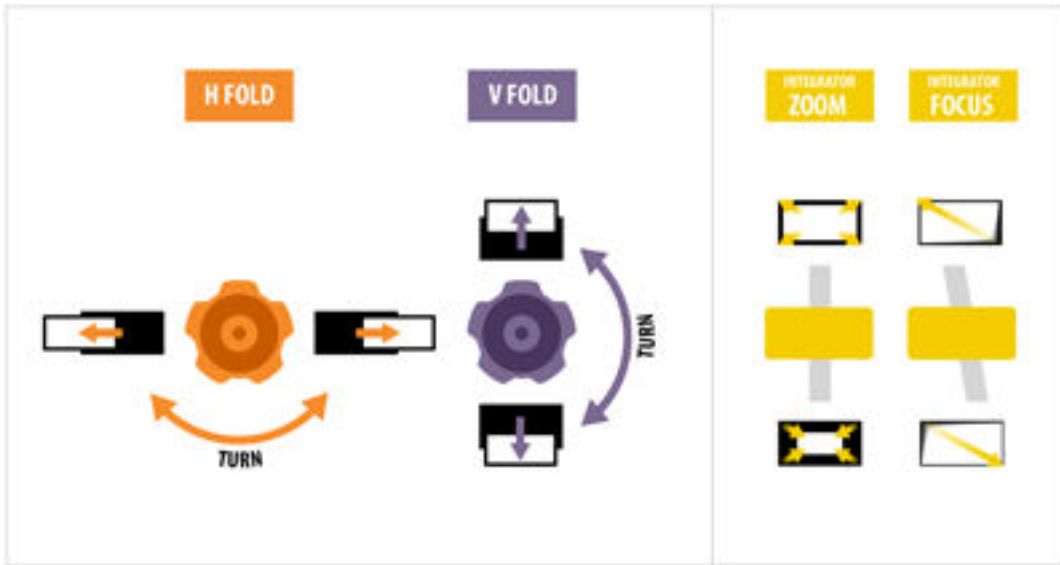 H FOLD
V FOLD
INTEGRATOR
ZOOM
INTEGRATOR
FOCUS
TURN
TURN